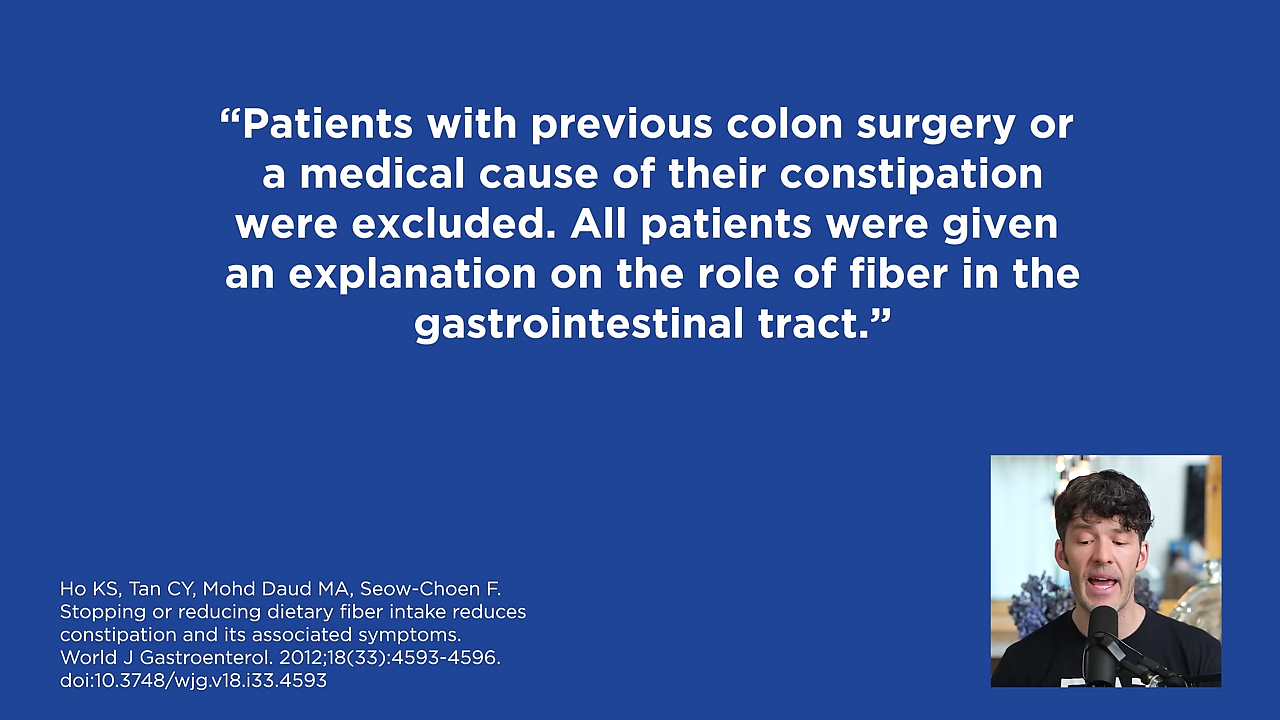 “Patients with previous colon surgery or
a medical cause of their constipation
were excluded. All patients were given
an explanation on the role of fiber in the
gastrointestinal tract.”
Ho KS, Tan CY, Mohd Daud MA, Seow-Choen F.
Stopping or reducing dietary fiber intake reduces
constipation and its associated symptoms.
World J Gastroenterol. 2012;18(33):4593-4596.
doi:10.3748/wjg.v18.i33.4593